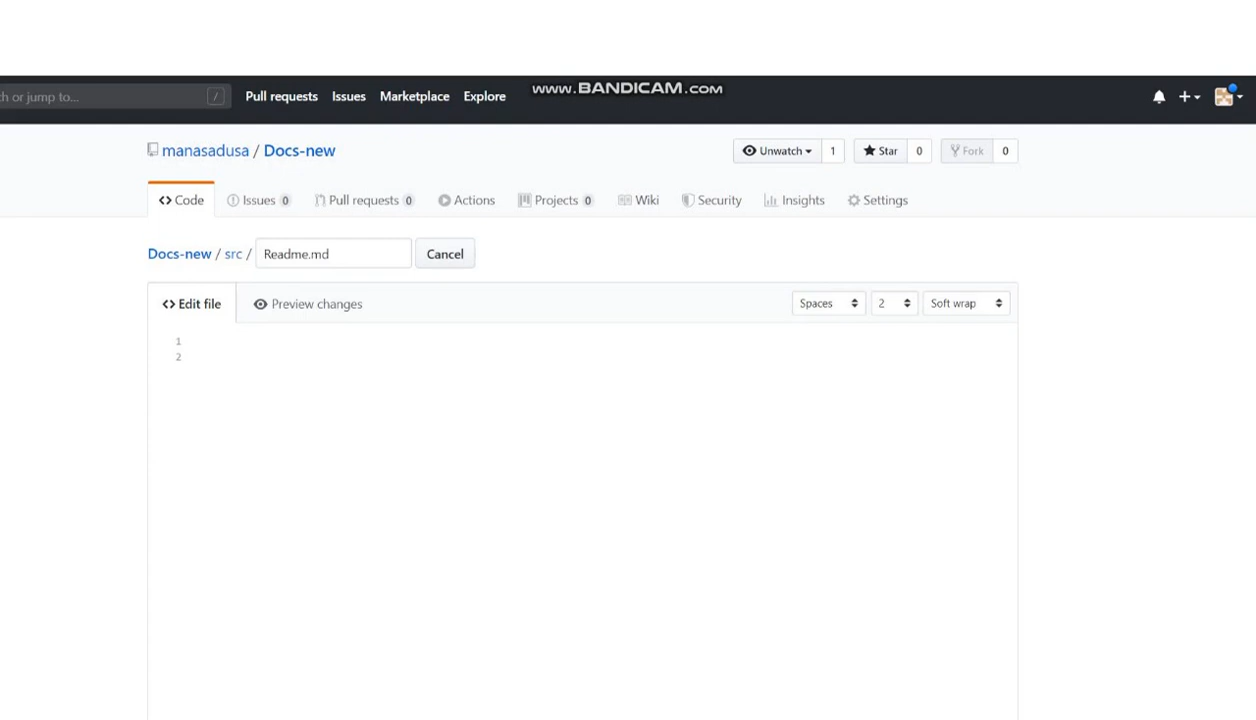 www.BANDICAM.com
ch or jump to... / Pull requests Issues Marketplace Explore
manasadusa / Docs-new Unwatch 1 Star 0 Fork 0
Code Issues 0 Pull requests 0 Actions Projects 0 Wiki Security Insights Settings
Docs-new / src / Readme.md Cancel
Edit file Preview changes Spaces 2 Soft wrap
1
2